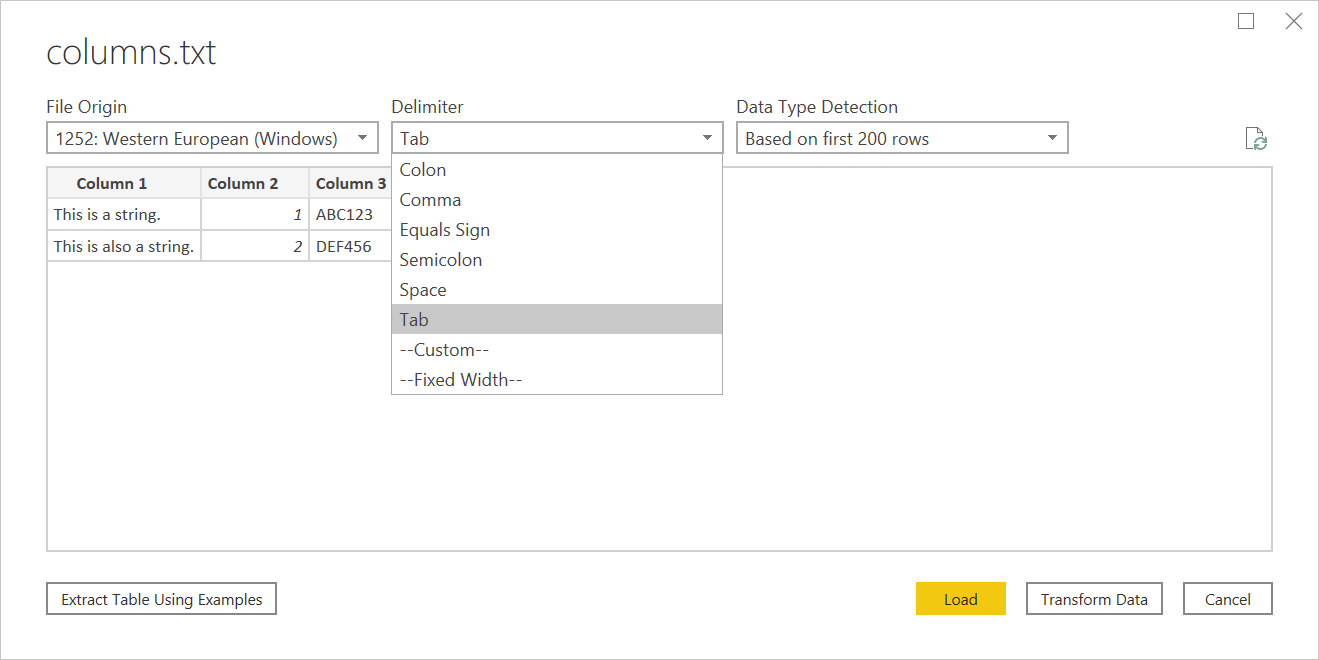 columns.txt
File Origin Delimiter Data Type Detection
1252: Western European (Windows) Tab Based on first 200 rows
Colon
Comma
Equals Sign
Semicolon
Space
Tab
--Custom--
--Fixed Width--
Column 1 Column 2 Column 3
This is a string. 1 ABC123
This is also a string. 2 DEF456
Extract Table Using Examples Load Transform Data Cancel